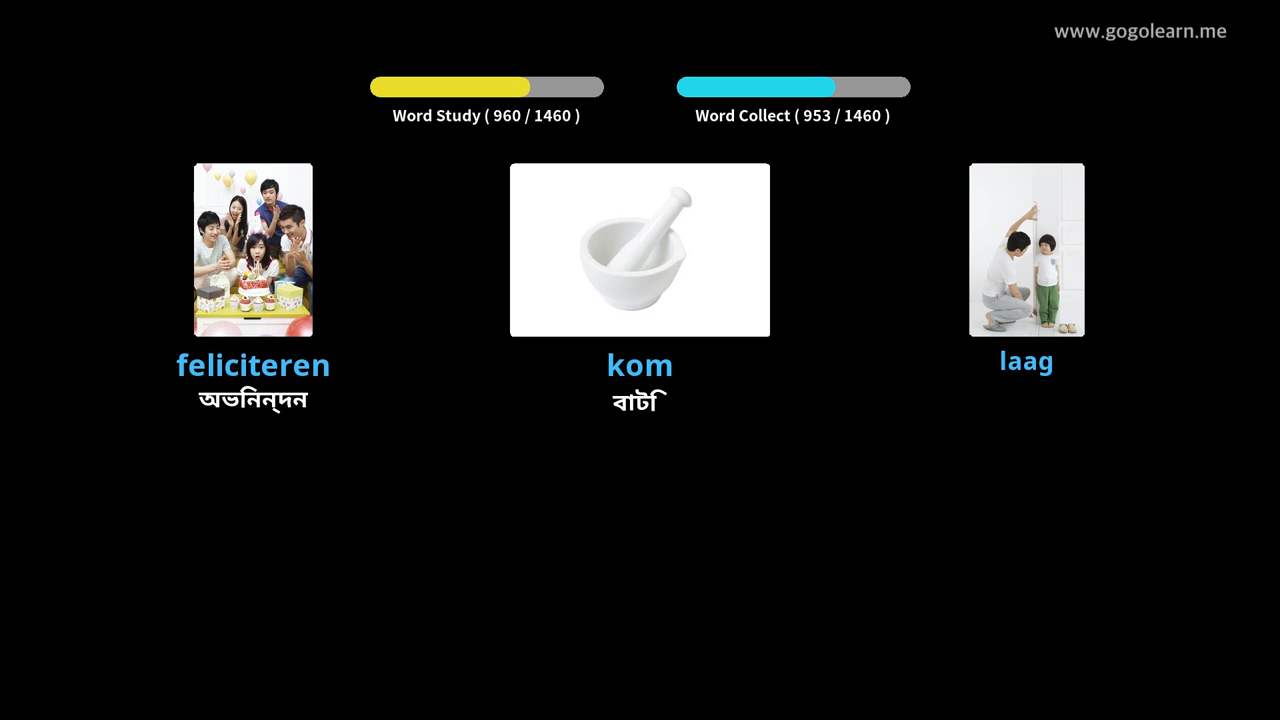 www.gogolearn.me
Word Study ( 960 / 1460 )
Word Collect ( 953 / 1460 )
feliciteren
অভিনন্দন
kom
বাটি
laag